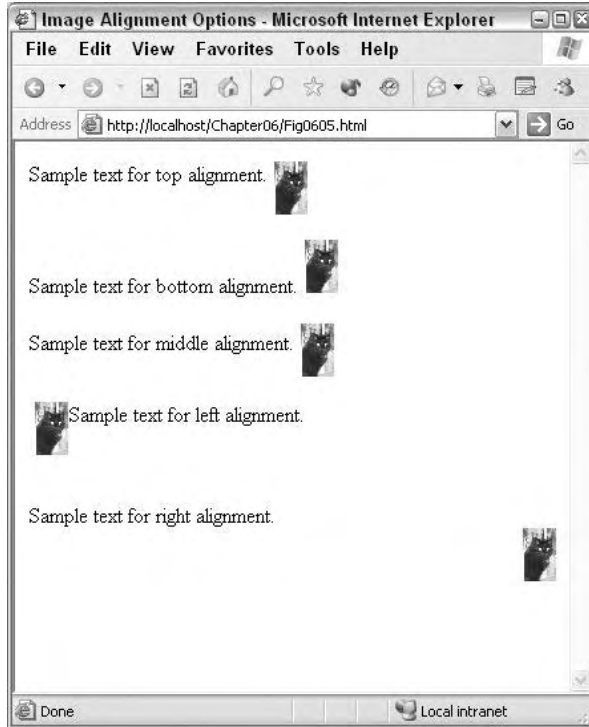 Image Alignment Options - Microsoft Internet Explorer
File Edit View Favorites Tools Help
Address http://localhost/Chapter06/Fig0605.html Go
Sample text for top alignment.
Sample text for bottom alignment.
Sample text for middle alignment.
Sample text for left alignment.
Sample text for right alignment.
Done Local intranet